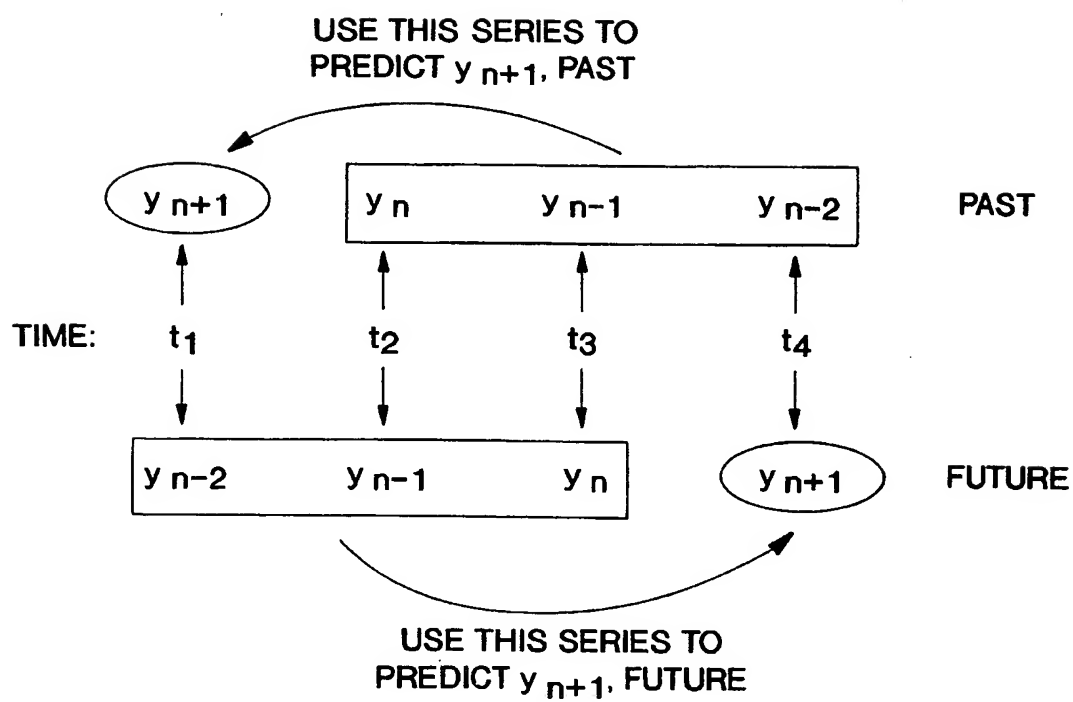 USE THIS SERIES TO
PREDICT y n+1, PAST
y n+1 y n y n-1 y n-2 PAST
TIME: t1 t2 t3 t4
y n-2 y n-1 y n y n+1 FUTURE
USE THIS SERIES TO
PREDICT y n+1, FUTURE